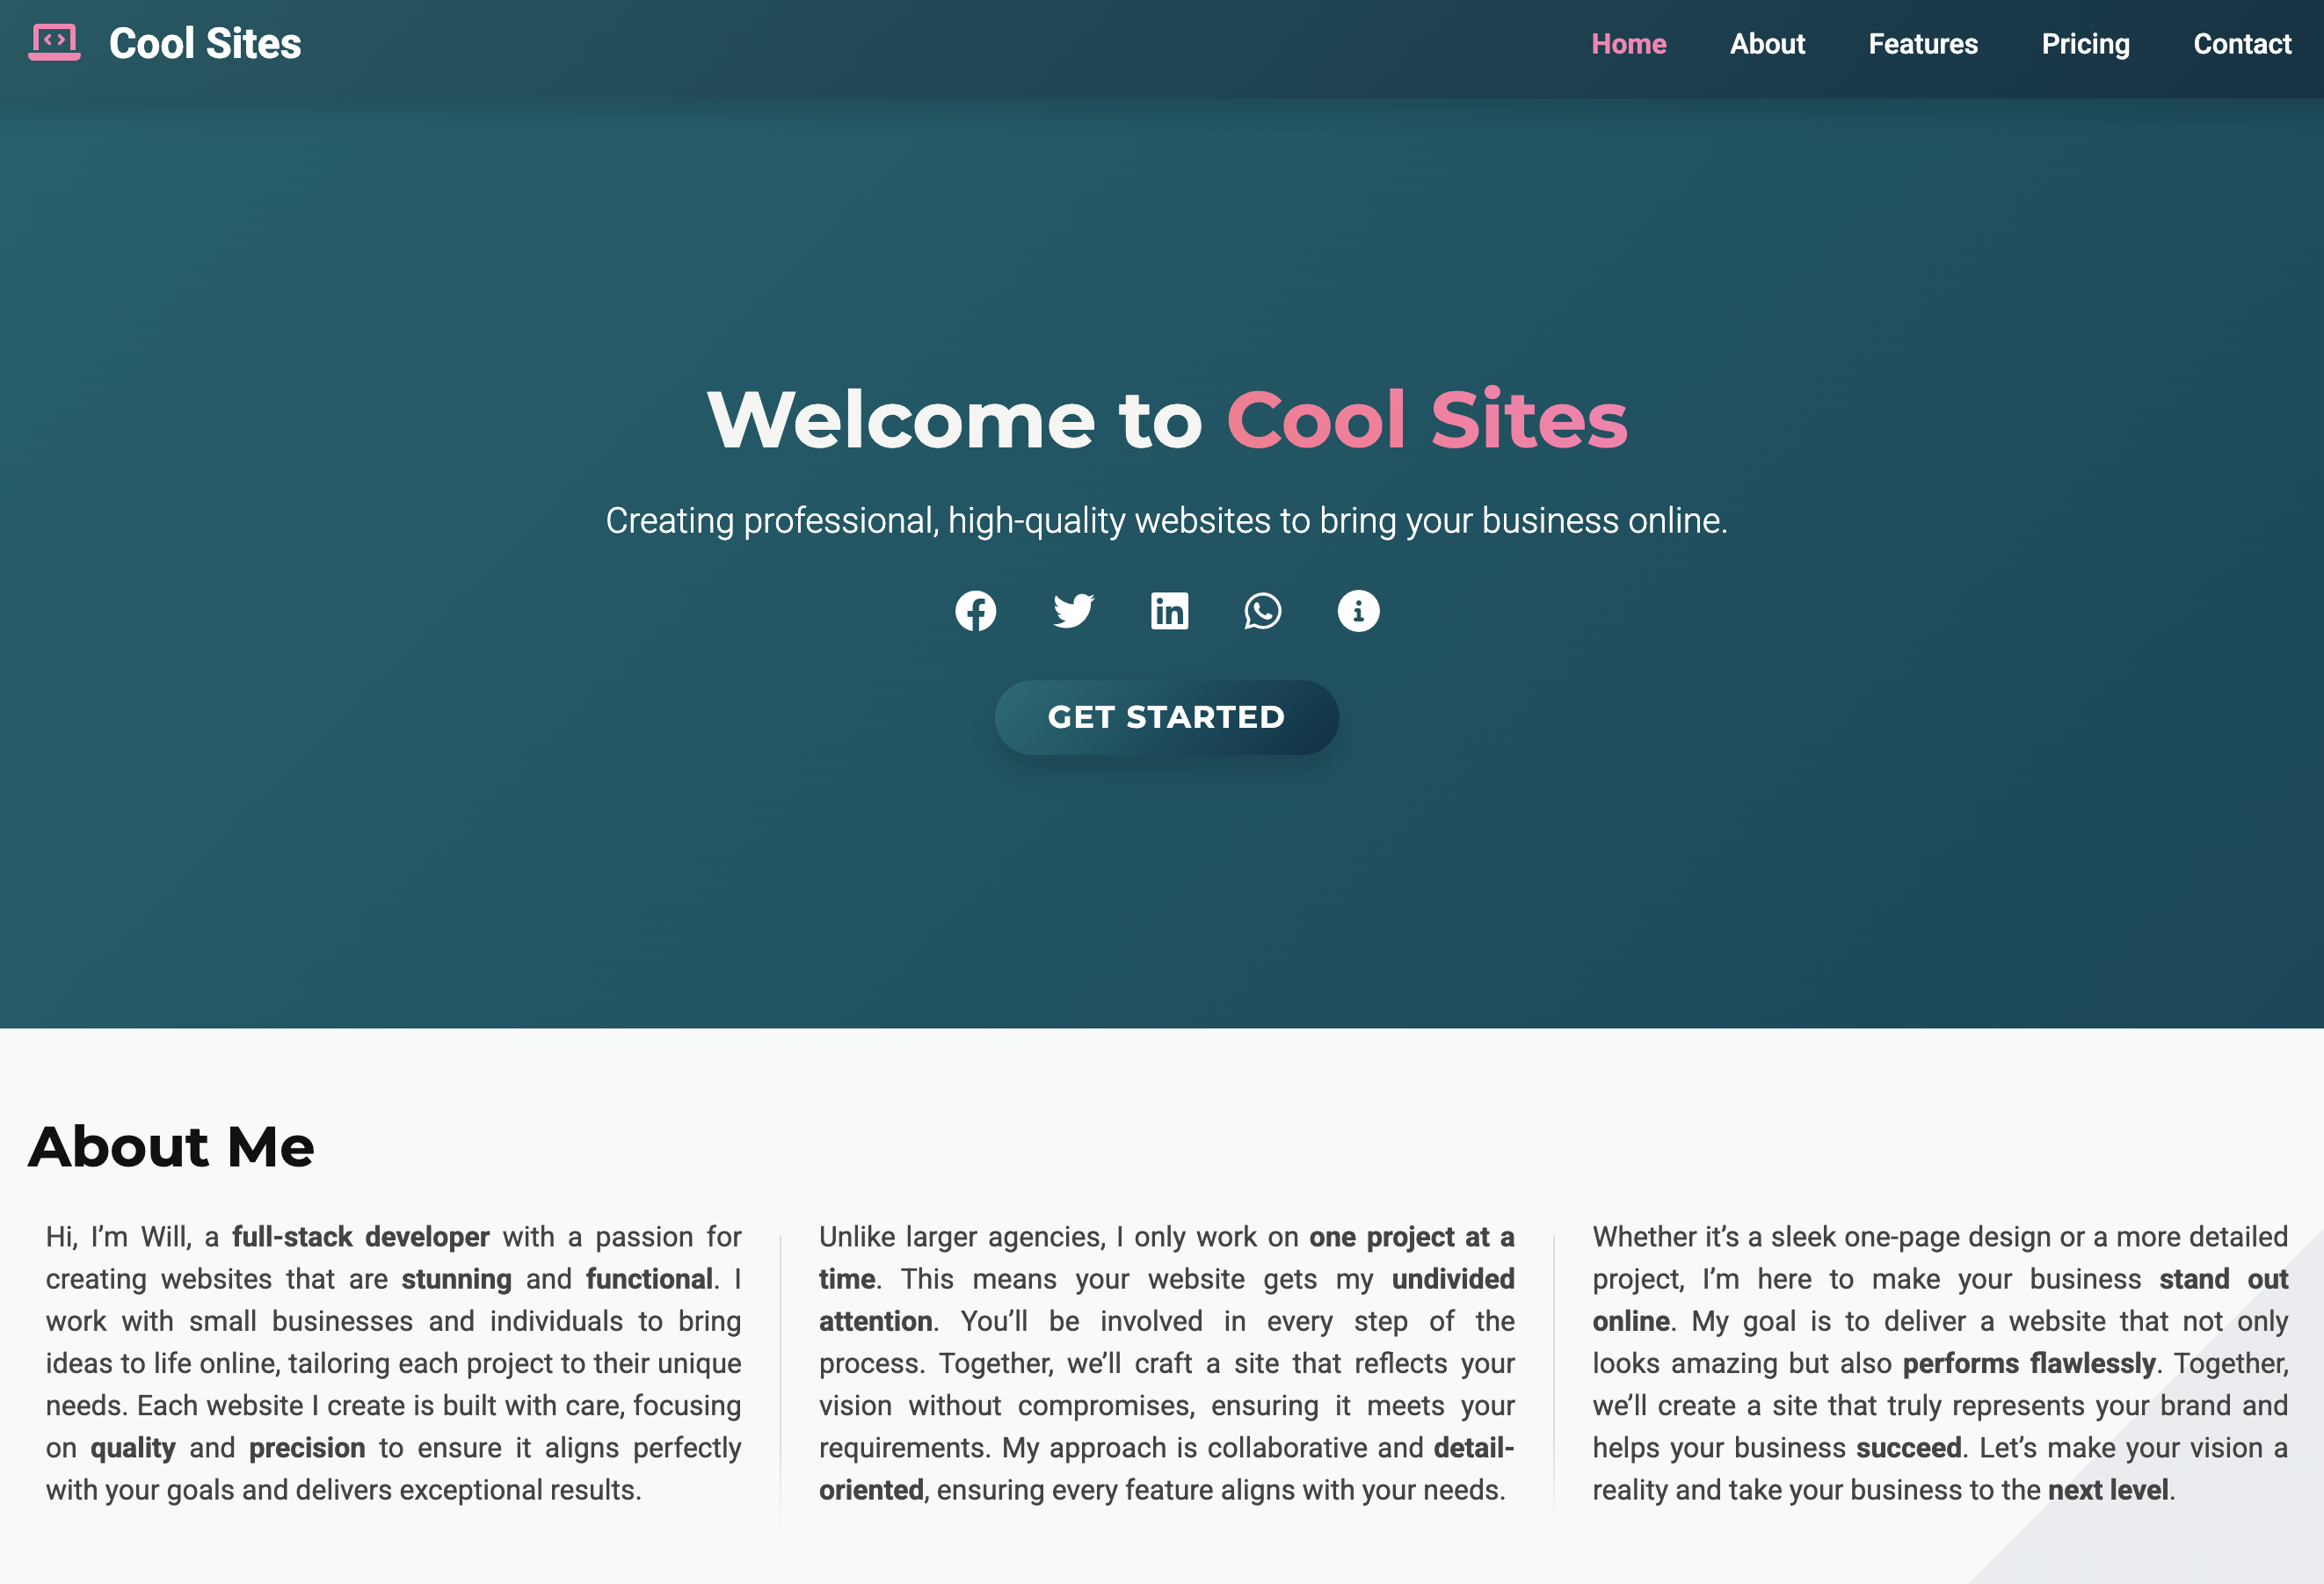 Cool Sites
Home
About
Features
Pricing
Contact
Welcome to Cool Sites
Creating professional, high-quality websites to bring your business online.
GET STARTED
About Me
Hi, I’m Will, a full-stack developer with a passion for
creating websites that are stunning and functional. I
work with small businesses and individuals to bring
ideas to life online, tailoring each project to their unique
needs. Each website I create is built with care, focusing
on quality and precision to ensure it aligns perfectly
with your goals and delivers exceptional results.
Unlike larger agencies, I only work on one project at a
time. This means your website gets my undivided
attention. You’ll be involved in every step of the
process. Together, we’ll craft a site that reflects your
vision without compromises, ensuring it meets your
requirements. My approach is collaborative and detail-
oriented, ensuring every feature aligns with your needs.
Whether it’s a sleek one-page design or a more detailed
project, I’m here to make your business stand out
online. My goal is to deliver a website that not only
looks amazing but also performs flawlessly. Together,
we’ll create a site that truly represents your brand and
helps your business succeed. Let’s make your vision a
reality and take your business to the next level.